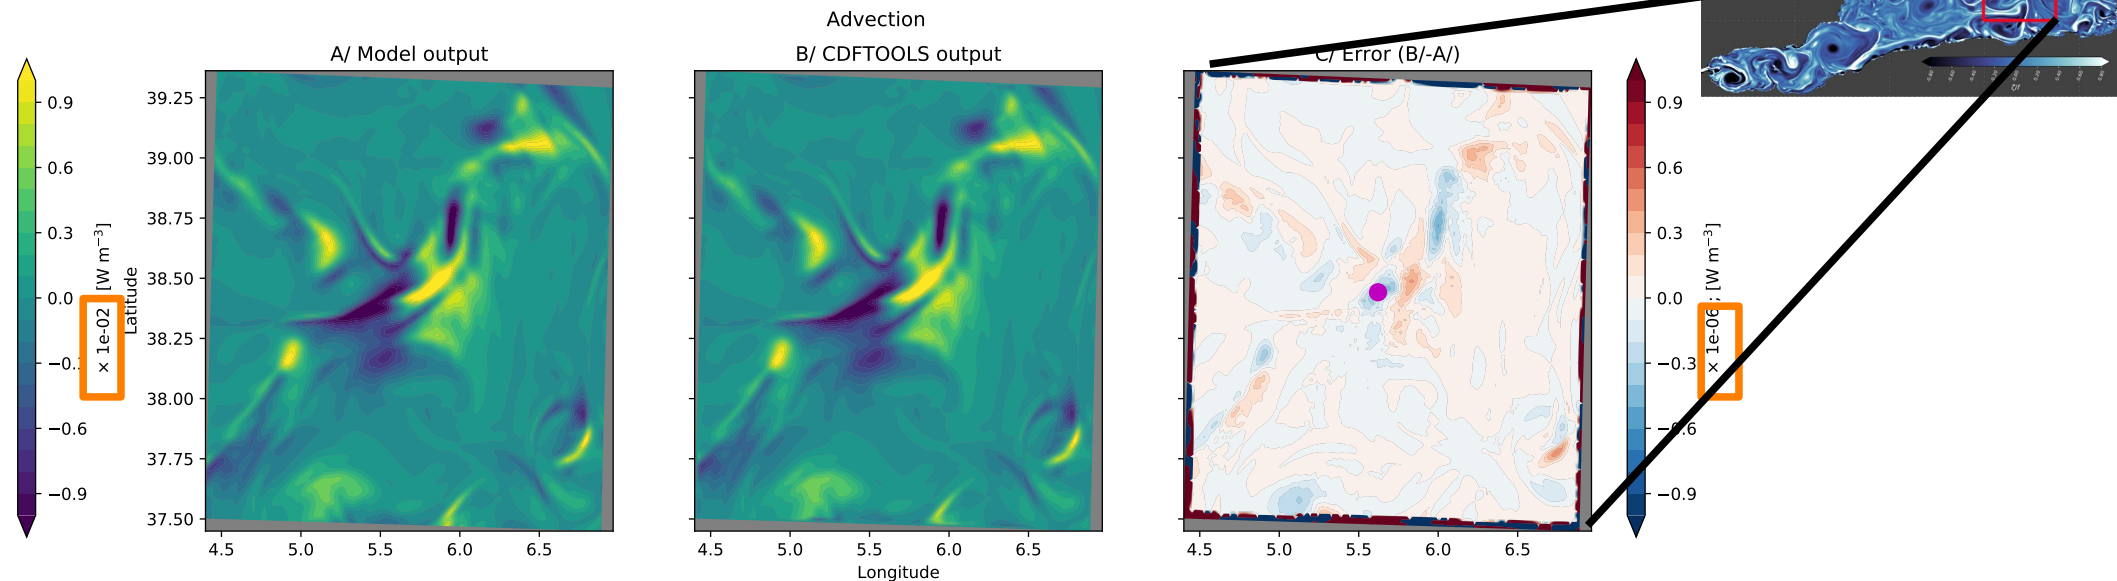 Advection
A/ Model output
B/ CDFTOOLS output
C/ Error (B/-A/)
0.9
0.6
0.3
0.0
−0.3
−0.6
−0.9
× 1e-02 [W m⁻³]
Latitude
39.25
39.00
38.75
38.50
38.25
38.00
37.75
37.50
4.5 5.0 5.5 6.0 6.5
4.5 5.0 5.5 6.0 6.5
Longitude
4.5 5.0 5.5 6.0 6.5
0.9
0.6
0.3
0.0
−0.3
−0.6
−0.9
× 1e-06; [W m⁻³]